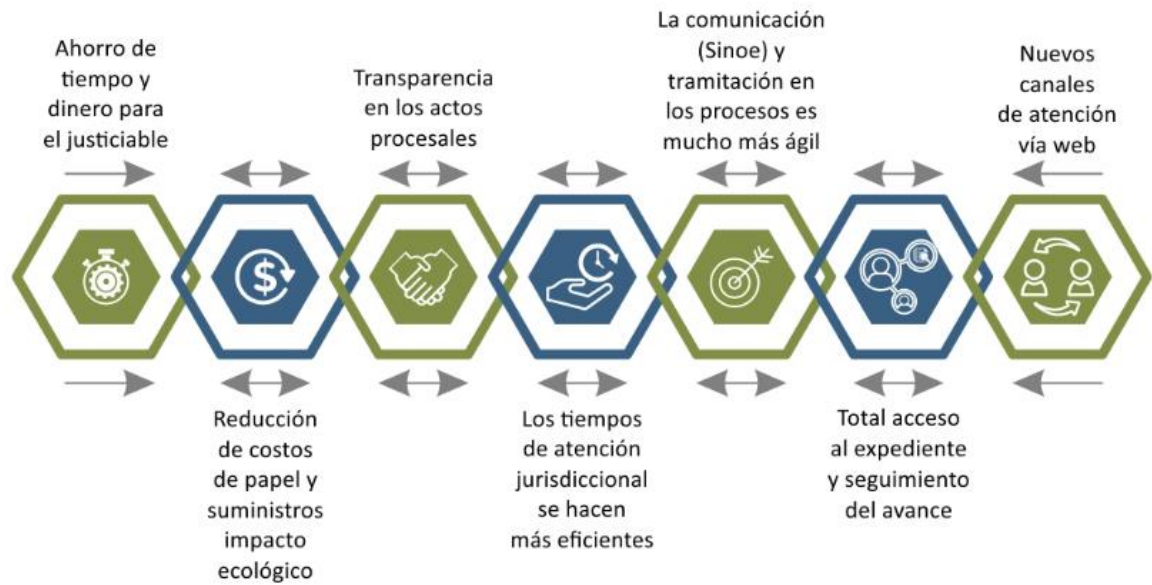 Ahorro de
tiempo y
dinero para
el justiciable
Reducción
de costos
de papel y
suministros
impacto
ecológico
Transparencia
en los actos
procesales
Los tiempos
de atención
jurisdiccional
se hacen
más eficientes
La comunicación
(Sinoe) y
tramitación en
los procesos es
mucho más ágil
Total acceso
al expediente
y seguimiento
del avance
Nuevos
canales
de atención
vía web
$